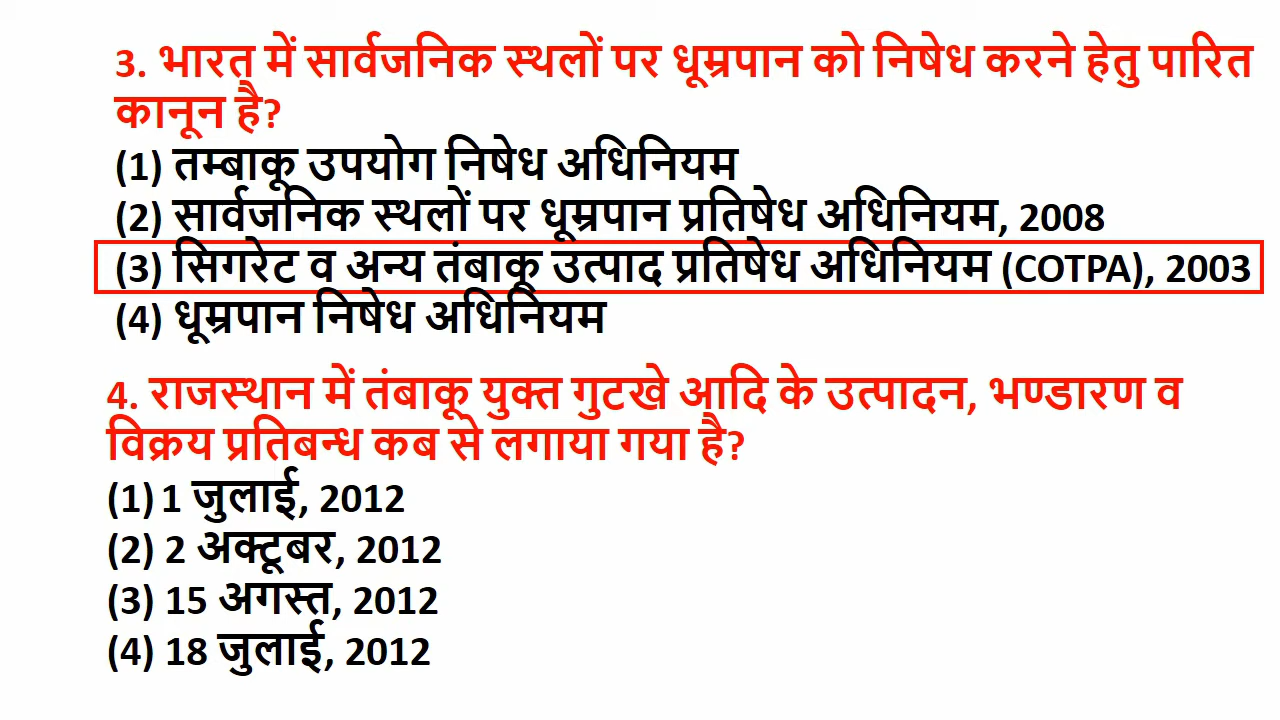 3. भारत में सार्वजनिक स्थलों पर धूम्रपान को निषेध करने हेतु पारित
कानून है?
(1) तम्बाकू उपयोग निषेध अधिनियम
(2) सार्वजनिक स्थलों पर धूम्रपान प्रतिषेध अधिनियम, 2008
(3) सिगरेट व अन्य तंबाकू उत्पाद प्रतिषेध अधिनियम (COTPA), 2003
(4) धूम्रपान निषेध अधिनियम
4. राजस्थान में तंबाकू युक्त गुटखे आदि के उत्पादन, भण्डारण व
विक्रय प्रतिबन्ध कब से लगाया गया है?
(1) 1 जुलाई, 2012
(2) 2 अक्टूबर, 2012
(3) 15 अगस्त, 2012
(4) 18 जुलाई, 2012